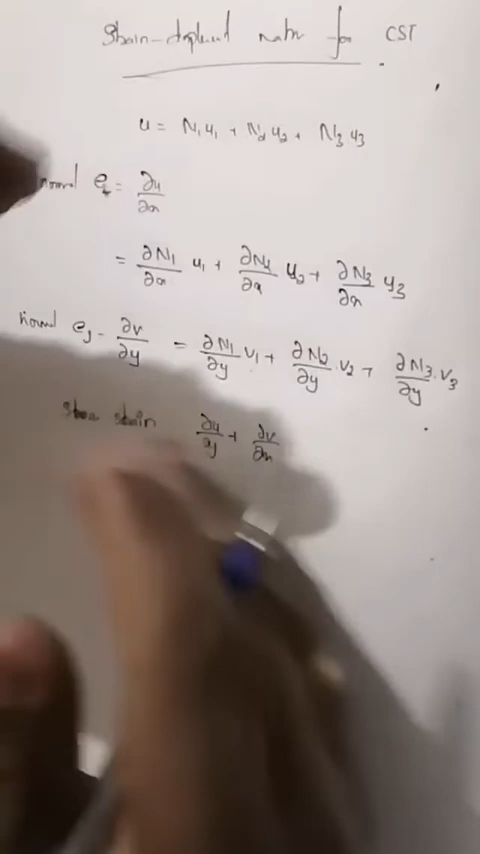 Strain-displacement matrix for CST
u = N₁u₁ + N₂u₂ + N₃u₃
Normal eₓ = ∂u/∂x
= ∂N₁/∂x u₁ + ∂N₂/∂x u₂ + ∂N₃/∂x u₃
Normal e_y = ∂v/∂y = ∂N₁/∂y v₁ + ∂N₂/∂y . v₂ + ∂N₃/∂y . v₃
Shear strain ∂u/∂y + ∂v/∂x